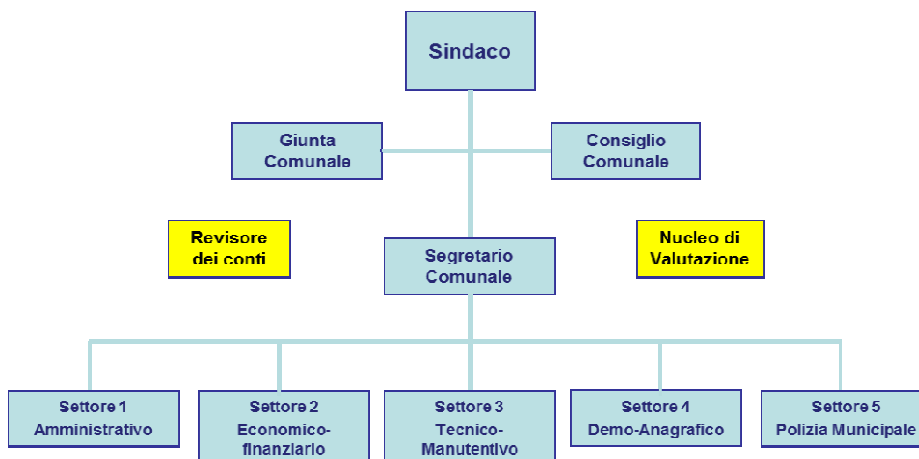 Sindaco
Giunta
Comunale
Consiglio
Comunale
Revisore
dei conti
Nucleo di
Valutazione
Segretario
Comunale
Settore 1
Amministrativo
Settore 2
Economico-
finanziario
Settore 3
Tecnico-
Manutentivo
Settore 4
Demo-Anagrafico
Settore 5
Polizia Municipale